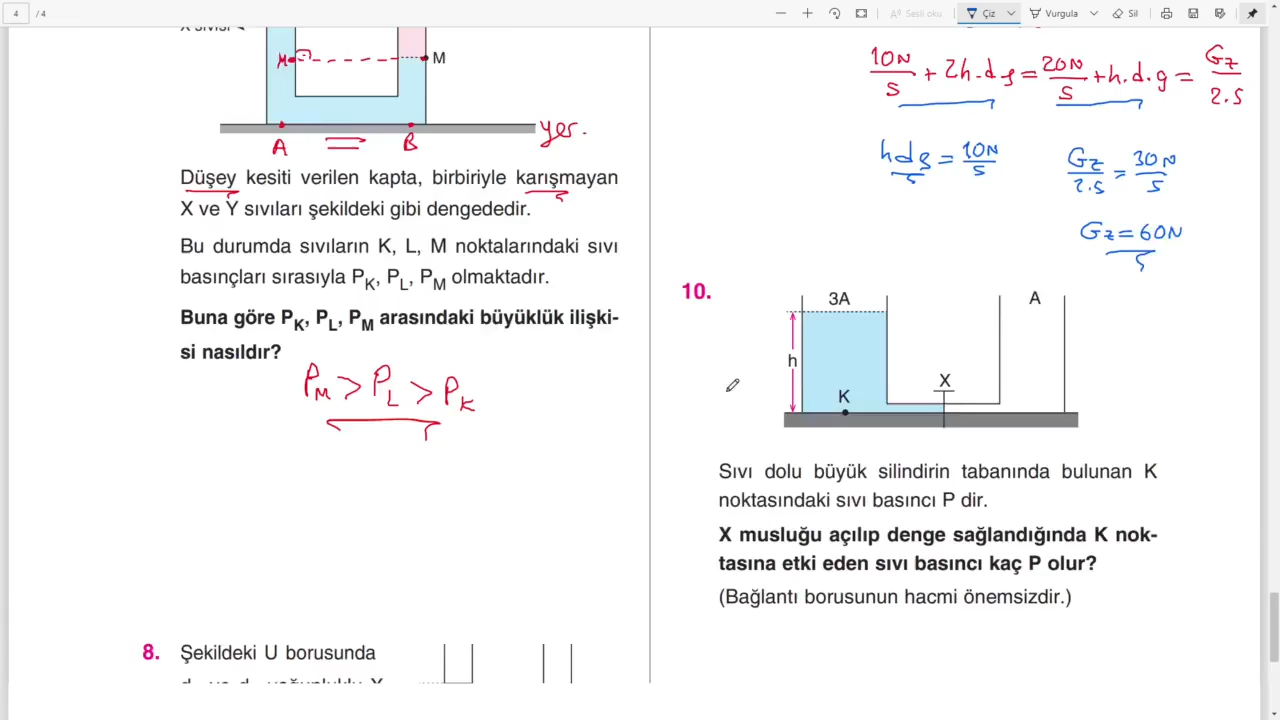 4 / 4
Sesli oku
Çiz
Vurgula
Sil
X sıvısı
M
M
A
B
yer.
Düşey kesiti verilen kapta, birbiriyle karışmayan
X ve Y sıvıları şekildeki gibi dengededir.
Bu durumda sıvıların K, L, M noktalarındaki sıvı
basınçları sırasıyla PK, PL, PM olmaktadır.
Buna göre PK, PL, PM arasındaki büyüklük ilişki-
si nasıldır?
PM > PL > PK
8. Şekildeki U borusunda
10N/S + 2h.dg = 20N/S + h.d.g = Gz/2.S
hdg = 10N/S
Gz/2.S = 30N/S
Gz = 60N
10.
3A
A
h
X
K
Sıvı dolu büyük silindirin tabanında bulunan K
noktasındaki sıvı basıncı P dir.
X musluğu açılıp denge sağlandığında K nok-
tasına etki eden sıvı basıncı kaç P olur?
(Bağlantı borusunun hacmi önemsizdir.)